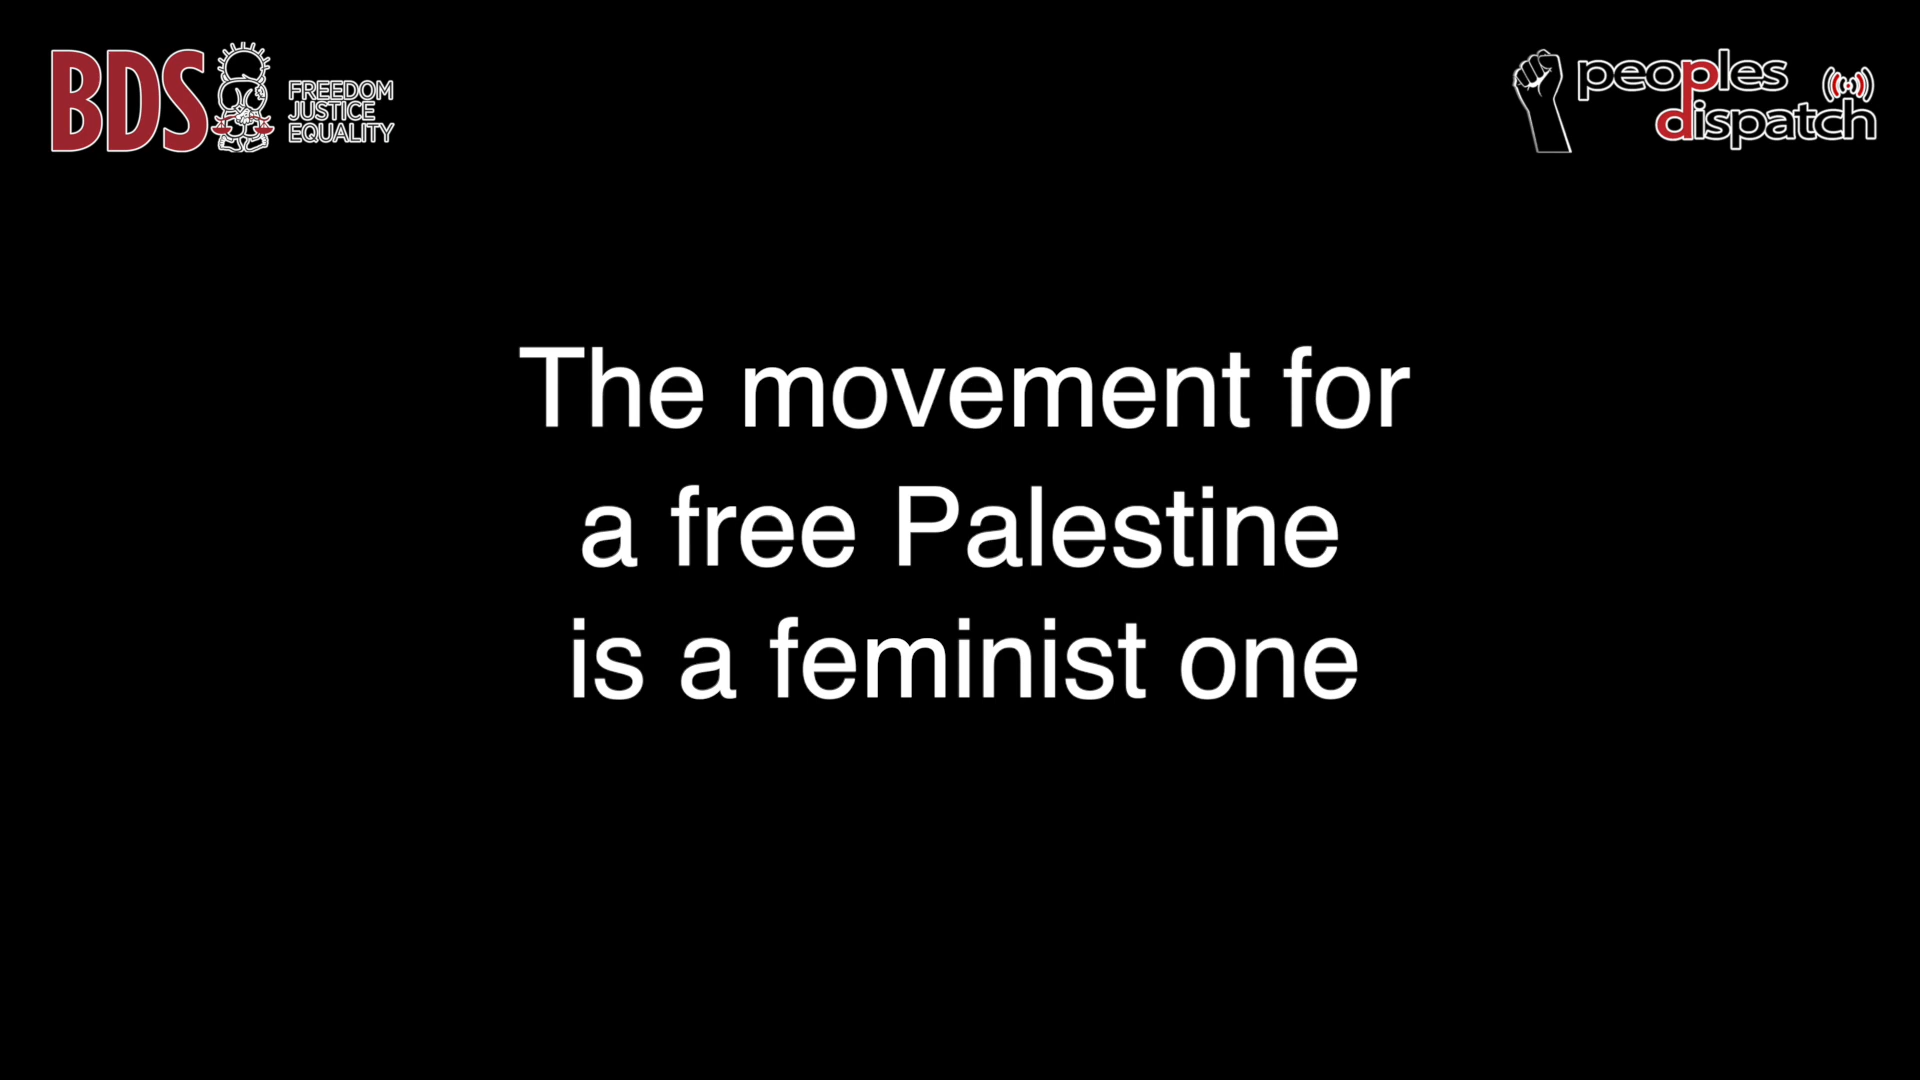 BDS
FREEDOM
JUSTICE
EQUALITY
peoples
dispatch
The movement for
a free Palestine
is a feminist one